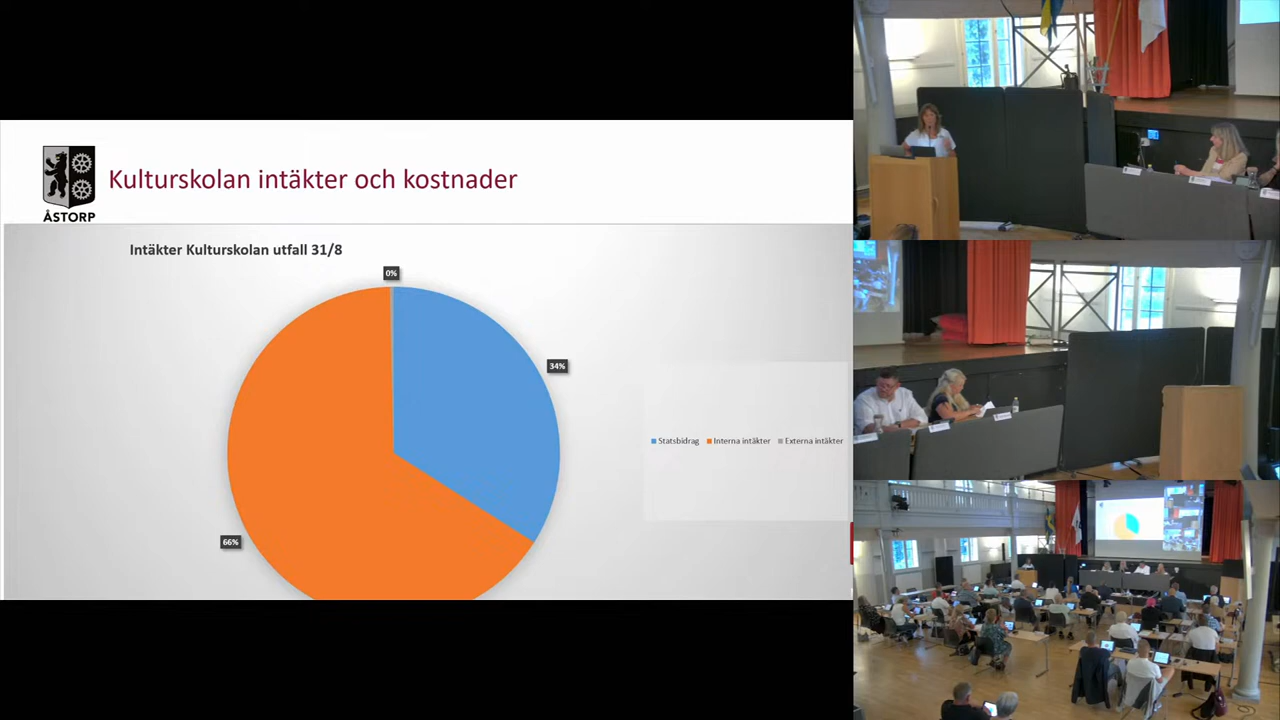 Kulturskolan intäkter och kostnader
ÅSTORP
Intäkter Kulturskolan utfall 31/8
0%
34%
Statsbidrag Interna intäkter Externa intäkter
66%